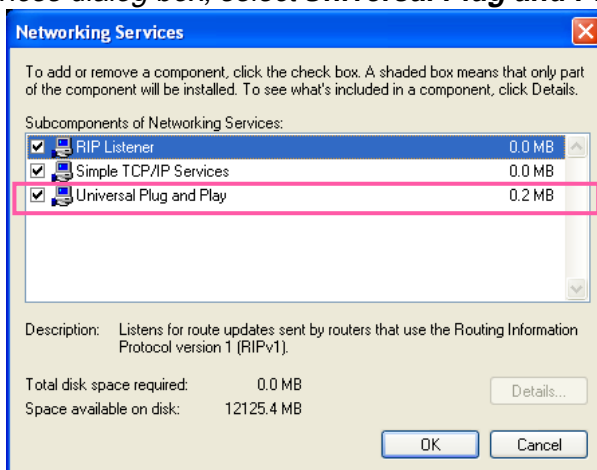 dialog box, select Universal Plug and
Networking Services
To add or remove a component, click the check box. A shaded box means that only part
of the component will be installed. To see what's included in a component, click Details.
Subcomponents of Networking Services:
RIP Listener 0.0 MB
Simple TCP/IP Services 0.0 MB
Universal Plug and Play 0.2 MB
Description: Listens for route updates sent by routers that use the Routing Information
Protocol version 1 (RIPv1).
Total disk space required: 0.0 MB
Details...
Space available on disk: 12125.4 MB
OK Cancel